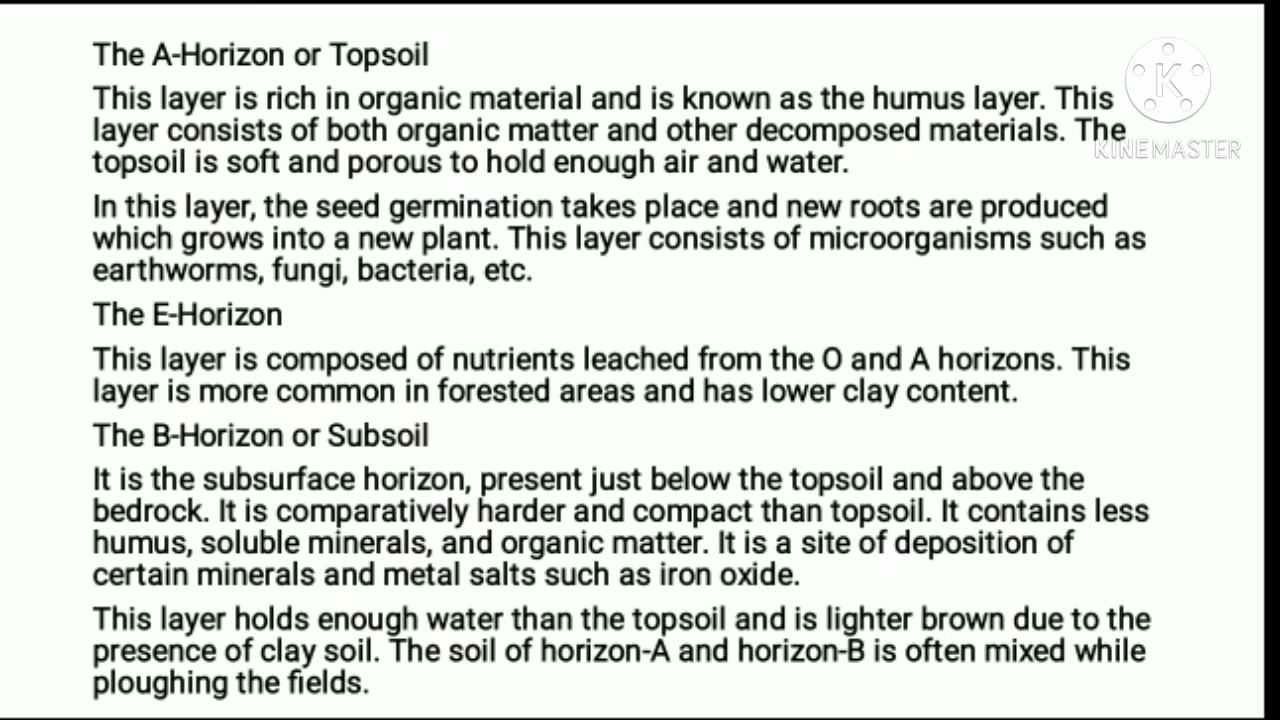 The A-Horizon or Topsoil
This layer is rich in organic material and is known as the humus layer. This
layer consists of both organic matter and other decomposed materials. The
topsoil is soft and porous to hold enough air and water.
K
KINEMASTER
In this layer, the seed germination takes place and new roots are produced
which grows into a new plant. This layer consists of microorganisms such as
earthworms, fungi, bacteria, etc.
The E-Horizon
This layer is composed of nutrients leached from the O and A horizons. This
layer is more common in forested areas and has lower clay content.
The B-Horizon or Subsoil
It is the subsurface horizon, present just below the topsoil and above the
bedrock. It is comparatively harder and compact than topsoil. It contains less
humus, soluble minerals, and organic matter. It is a site of deposition of
certain minerals and metal salts such as iron oxide.
This layer holds enough water than the topsoil and is lighter brown due to the
presence of clay soil. The soil of horizon-A and horizon-B is often mixed while
ploughing the fields.